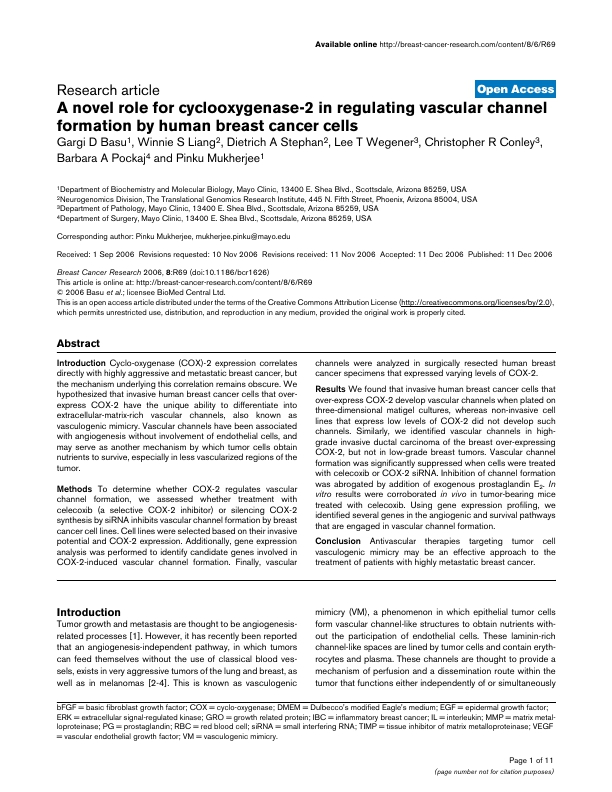 Available online http://breast-cancer-research.com/content/8/6/R69
Research article
Open Access
A novel role for cyclooxygenase-2 in regulating vascular channel
formation by human breast cancer cells
Gargi D Basu1, Winnie S Liang2, Dietrich A Stephan2, Lee T Wegener3, Christopher R Conley3,
Barbara A Pockaj4 and Pinku Mukherjee1
1Department of Biochemistry and Molecular Biology, Mayo Clinic, 13400 E. Shea Blvd., Scottsdale, Arizona 85259, USA
2Neurogenomics Division, The Translational Genomics Research Institute, 445 N. Fifth Street, Phoenix, Arizona 85004, USA
3Department of Pathology, Mayo Clinic, 13400 E. Shea Blvd., Scottsdale, Arizona 85259, USA
4Department of Surgery, Mayo Clinic, 13400 E. Shea Blvd., Scottsdale, Arizona 85259, USA
Corresponding author: Pinku Mukherjee, mukherjee.pinku@mayo.edu
Received: 1 Sep 2006 Revisions requested: 10 Nov 2006 Revisions received: 11 Nov 2006 Accepted: 11 Dec 2006 Published: 11 Dec 2006
Breast Cancer Research 2006, 8:R69 (doi:10.1186/bcr1626)
This article is online at: http://breast-cancer-research.com/content/8/6/R69
© 2006 Basu et al.; licensee BioMed Central Ltd.
This is an open access article distributed under the terms of the Creative Commons Attribution License (http://creativecommons.org/licenses/by/2.0),
which permits unrestricted use, distribution, and reproduction in any medium, provided the original work is properly cited.
Abstract
Introduction Cyclo-oxygenase (COX)-2 expression correlates
directly with highly aggressive and metastatic breast cancer, but
the mechanism underlying this correlation remains obscure. We
hypothesized that invasive human breast cancer cells that over-
express COX-2 have the unique ability to differentiate into
extracellular-matrix-rich vascular channels, also known as
vasculogenic mimicry. Vascular channels have been associated
with angiogenesis without involvement of endothelial cells, and
may serve as another mechanism by which tumor cells obtain
nutrients to survive, especially in less vascularized regions of the
tumor.
Methods To determine whether COX-2 regulates vascular
channel formation, we assessed whether treatment with
celecoxib (a selective COX-2 inhibitor) or silencing COX-2
synthesis by siRNA inhibits vascular channel formation by breast
cancer cell lines. Cell lines were selected based on their invasive
potential and COX-2 expression. Additionally, gene expression
analysis was performed to identify candidate genes involved in
COX-2-induced vascular channel formation. Finally, vascular
channels were analyzed in surgically resected human breast
cancer specimens that expressed varying levels of COX-2.
Results We found that invasive human breast cancer cells that
over-express COX-2 develop vascular channels when plated on
three-dimensional matigel cultures, whereas non-invasive cell
lines that express low levels of COX-2 did not develop such
channels. Similarly, we identified vascular channels in high-
grade invasive ductal carcinoma of the breast over-expressing
COX-2, but not in low-grade breast tumors. Vascular channel
formation was significantly suppressed when cells were treated
with celecoxib or COX-2 siRNA. Inhibition of channel formation
was abrogated by addition of exogenous prostaglandin E2. In
vitro results were corroborated in vivo in tumor-bearing mice
treated with celecoxib. Using gene expression profiling, we
identified several genes in the angiogenic and survival pathways
that are engaged in vascular channel formation.
Conclusion Antivascular therapies targeting tumor cell
vasculogenic mimicry may be an effective approach to the
treatment of patients with highly metastatic breast cancer.
Introduction
Tumor growth and metastasis are thought to be angiogenesis-
related processes [1]. However, it has recently been reported
that an angiogenesis-independent pathway, in which tumors
can feed themselves without the use of classical blood ves-
sels, exists in very aggressive tumors of the lung and breast, as
well as in melanomas [2-4]. This is known as vasculogenic
mimicry (VM), a phenomenon in which epithelial tumor cells
form vascular channel-like structures to obtain nutrients with-
out the participation of endothelial cells. These laminin-rich
channel-like spaces are lined by tumor cells and contain eryth-
rocytes and plasma. These channels are thought to provide a
mechanism of perfusion and a dissemination route within the
tumor that functions either independently of or simultaneously
bFGF = basic fibroblast growth factor; COX = cyclo-oxygenase; DMEM = Dulbecco's modified Eagle's medium; EGF = epidermal growth factor;
ERK = extracellular signal-regulated kinase; GRO = growth related protein; IBC = inflammatory breast cancer; IL = interleukin; MMP = matrix metal-
loproteinase; PG = prostaglandin; RBC = red blood cell; siRNA = small interfering RNA; TIMP = tissue inhibitor of matrix metalloproteinase; VEGF
= vascular endothelial growth factor; VM = vasculogenic mimicry.
Page 1 of 11
(page number not for citation purposes)